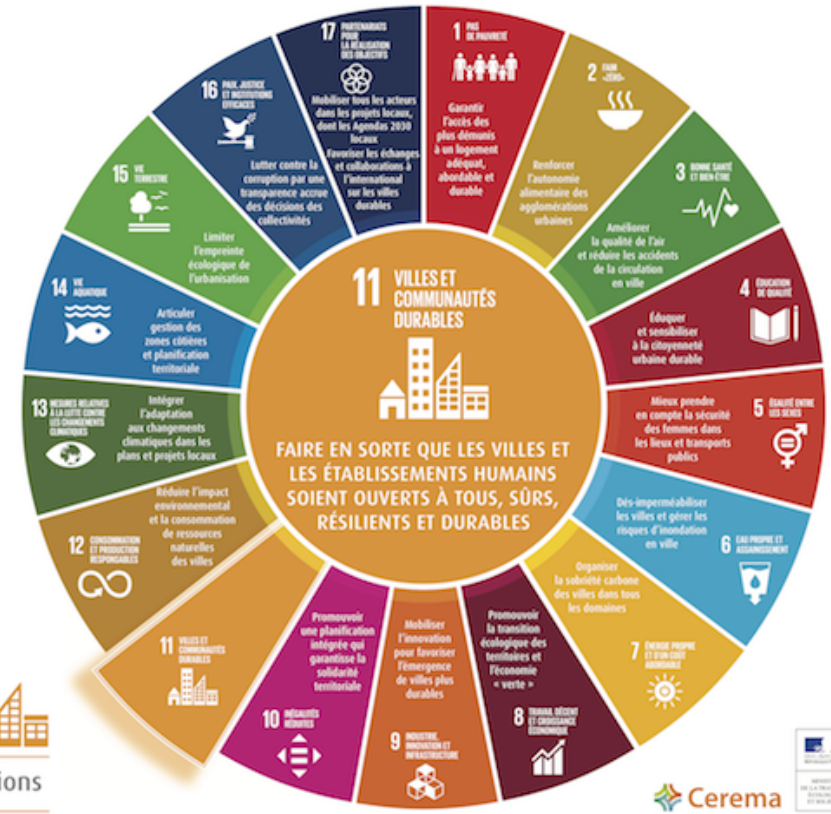 17 PARTENARIATS
POUR
LA RÉALISATION
DES OBJECTIFS
Mobiliser tous les acteurs
dans les projets locaux,
dont les Agendas 2030
locaux
Favoriser les échanges
et collaborations à
l'international
sur les villes
durables
1 PAS
DE PAUVRETÉ
Garantir
l'accès des
plus démunis
à un logement
adéquat,
abordable et
durable
2 FAIM
«ZÉRO»
Renforcer
l'autonomie
alimentaire des
agglomérations
urbaines
3 BONNE SANTÉ
ET BIEN-ÊTRE
Améliorer
la qualité de l'air
et réduire les accidents
de la circulation
en ville
4 ÉDUCATION
DE QUALITÉ
Éduquer
et sensibiliser
à la citoyenneté
urbaine durable
5 ÉGALITÉ ENTRE
LES SEXES
Mieux prendre
en compte la sécurité
des femmes dans
les lieux et transports
publics
6 EAU PROPRE ET
ASSAINISSEMENT
Dés-imperméabiliser
les villes et gérer les
risques d'inondation
en ville
7 ÉNERGIE PROPRE
ET D'UN COÛT
ABORDABLE
Organiser
la sobriété carbone
des villes dans tous
les domaines
8 TRAVAIL DÉCENT
ET CROISSANCE
ÉCONOMIQUE
Promouvoir
la transition
écologique des
territoires et
l'économie
« verte »
9 INDUSTRIE,
INNOVATION ET
INFRASTRUCTURE
Mobiliser
l'innovation
pour favoriser
l'émergence
de villes plus
durables
10 INÉGALITÉS
RÉDUITES
Promouvoir
une planification
intégrée qui
garantisse la
solidarité
territoriale
11 VILLES ET
COMMUNAUTÉS
DURABLES
12 CONSOMMATION
ET PRODUCTION
RESPONSABLES
Réduire l'impact
environnemental
et la consommation
de ressources
naturelles
des villes
13 MESURES RELATIVES
À LA LUTTE CONTRE
LES CHANGEMENTS
CLIMATIQUES
Intégrer
l'adaptation
aux changements
climatiques dans les
plans et projets locaux
14 VIE
AQUATIQUE
Articuler
gestion des
zones côtières
et planification
territoriale
15 VIE
TERRESTRE
Limiter
l'empreinte
écologique de
l'urbanisation
16 PAIX, JUSTICE
ET INSTITUTIONS
EFFICACES
Lutter contre la
corruption par une
transparence accrue
des décisions des
collectivités
11 VILLES ET
COMMUNAUTÉS
DURABLES
FAIRE EN SORTE QUE LES VILLES ET
LES ÉTABLISSEMENTS HUMAINS
SOIENT OUVERTS À TOUS, SÛRS,
RÉSILIENTS ET DURABLES
ions
Cerema